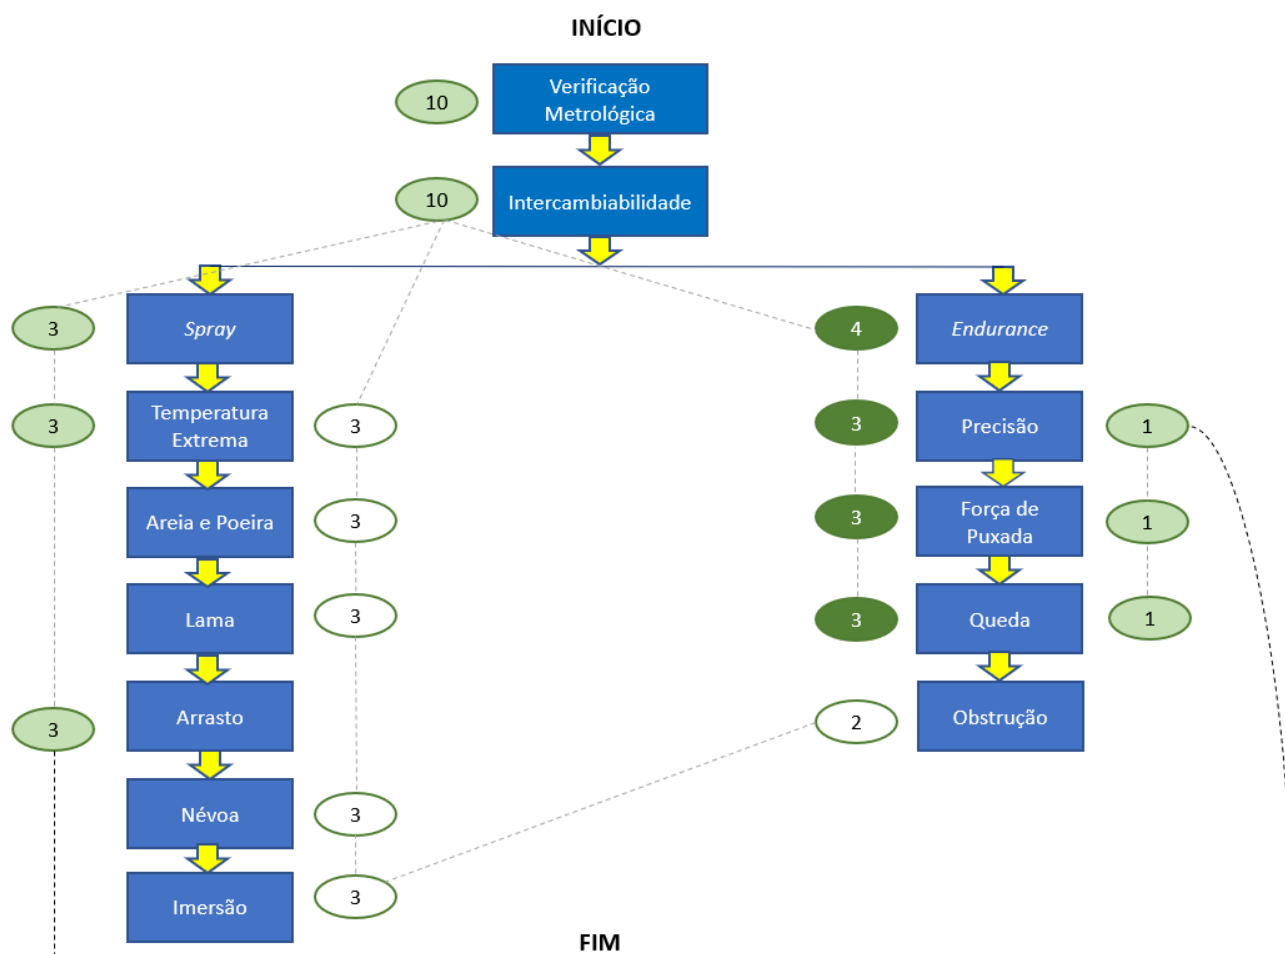 INÍCIO
10
Verificação
Metrológica
10
Intercambiabilidade
3
Spray
4
Endurance
3
Temperatura
Extrema
3
3
Precisão
1
Areia e Poeira
3
3
Força de
Puxada
1
Lama
3
3
Queda
1
3
Arrasto
2
Obstrução
Névoa
3
Imersão
3
FIM